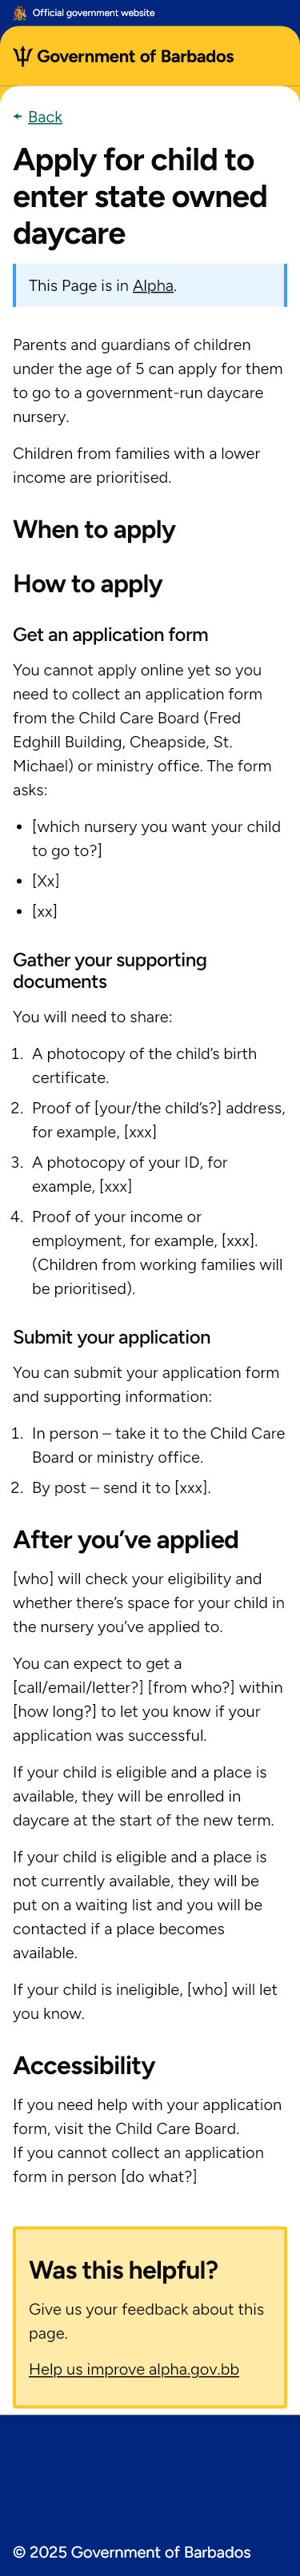 Official government website
Government of Barbados
Back
Apply for child to
enter state owned
daycare
This Page is in Alpha.
Parents and guardians of children
under the age of 5 can apply for them
to go to a government-run daycare
nursery.
Children from families with a lower
income are prioritised.
When to apply
How to apply
Get an application form
You cannot apply online yet so you
need to collect an application form
from the Child Care Board (Fred
Edghill Building, Cheapside, St.
Michael) or ministry office. The form
asks:
• [which nursery you want your child
to go to?]
• [Xx]
• [xx]
Gather your supporting
documents
You will need to share:
1. A photocopy of the child’s birth
certificate.
2. Proof of [your/the child’s?] address,
for example, [xxx]
3. A photocopy of your ID, for
example, [xxx]
4. Proof of your income or
employment, for example, [xxx].
(Children from working families will
be prioritised).
Submit your application
You can submit your application form
and supporting information:
1. In person – take it to the Child Care
Board or ministry office.
2. By post – send it to [xxx].
After you’ve applied
[who] will check your eligibility and
whether there’s space for your child in
the nursery you’ve applied to.
You can expect to get a
[call/email/letter?] [from who?] within
[how long?] to let you know if your
application was successful.
If your child is eligible and a place is
available, they will be enrolled in
daycare at the start of the new term.
If your child is eligible and a place is
not currently available, they will be
put on a waiting list and you will be
contacted if a place becomes
available.
If your child is ineligible, [who] will let
you know.
Accessibility
If you need help with your application
form, visit the Child Care Board.
If you cannot collect an application
form in person [do what?]
Was this helpful?
Give us your feedback about this
page.
Help us improve alpha.gov.bb
© 2025 Government of Barbados